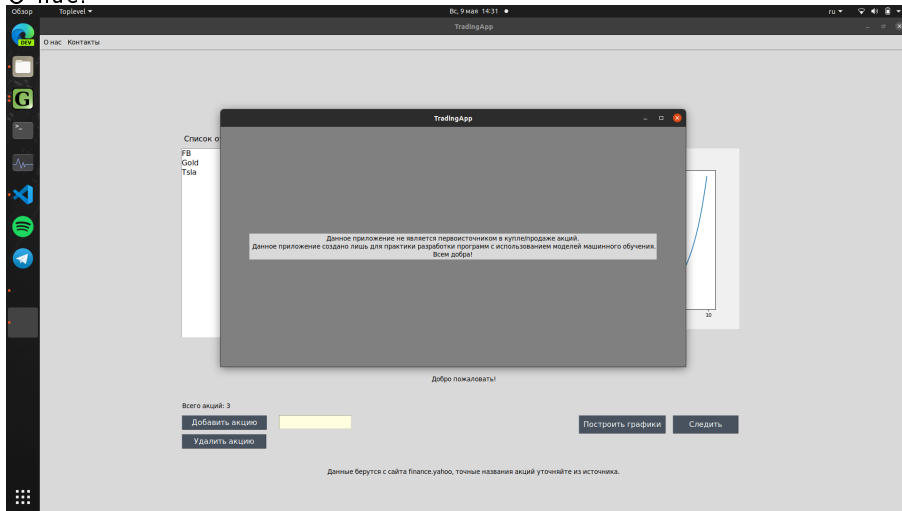 О нас:
Обзор Toplevel Вс, 9 мая 14:31 ru
TradingApp
О нас Контакты
TradingApp
Список о
FB
Gold
Tsla
Данное приложение не является первоисточником в купле/продаже акций.
Данное приложение создано лишь для практики разработки программ с использованием моделей машинного обучения.
Всем добра!
10
Добро пожаловать!
Всего акций: 3
Добавить акцию
Построить графики Следить
Удалить акцию
Данные берутся с сайта finance.yahoo, точные названия акций уточняйте из источника.
DEV
G